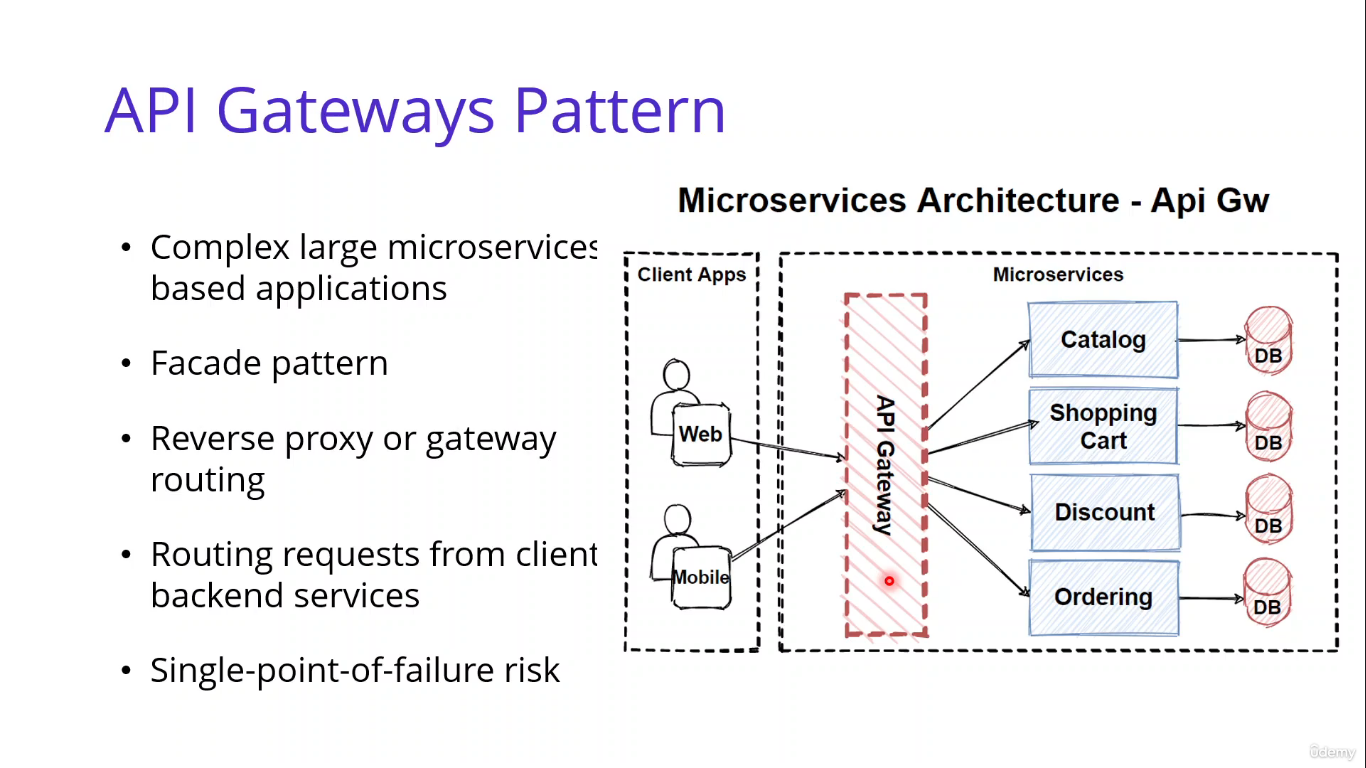 API Gateways Pattern
Microservices Architecture - Api Gw
• Complex large microservices
based applications
• Facade pattern
• Reverse proxy or gateway
routing
• Routing requests from client
backend services
• Single-point-of-failure risk
Client Apps
Web
Mobile
Microservices
API Gateway
Catalog
DB
Shopping
Cart
DB
Discount
DB
Ordering
DB
ûdemy